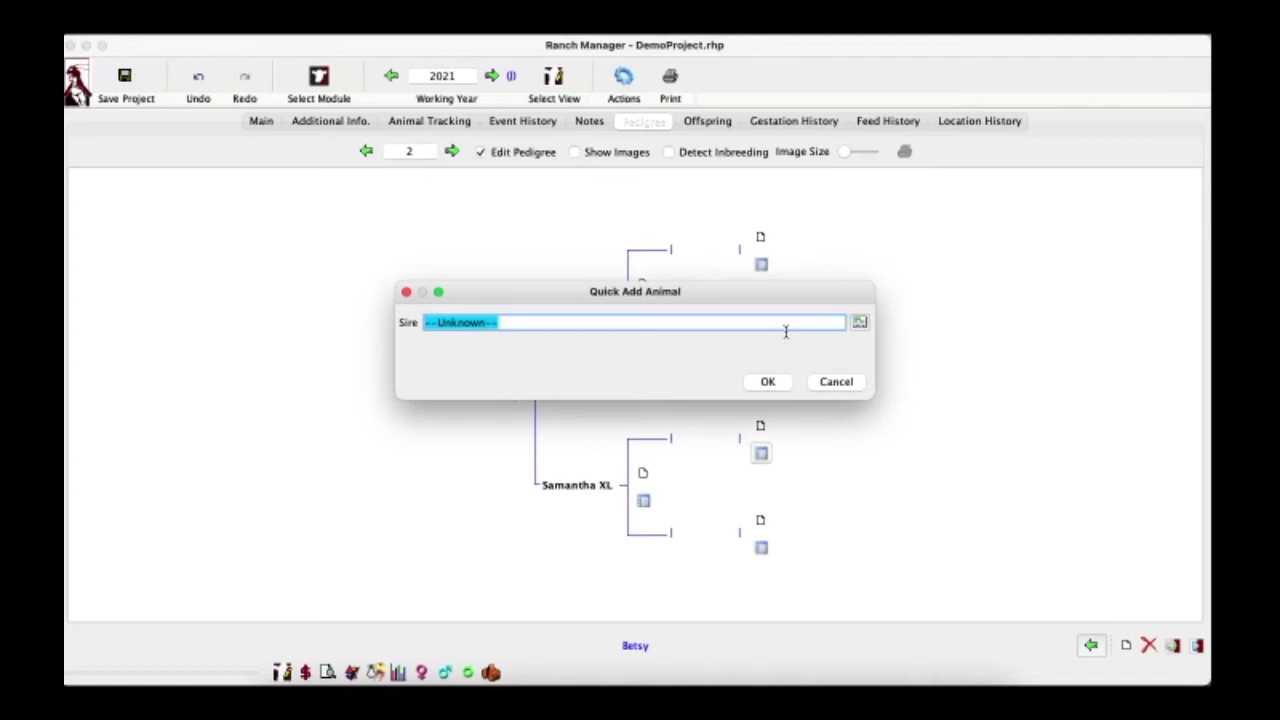 Ranch Manager - DemoProject.rhp
2021
Save Project Undo Redo Select Module Working Year Select View Actions Print
Main Additional Info. Animal Tracking Event History Notes Pedigree Offspring Gestation History Feed History Location History
2 Edit Pedigree Show Images Detect Inbreeding Image Size
Quick Add Animal
Sire --Unknown--
OK Cancel
Samantha XL
Betsy